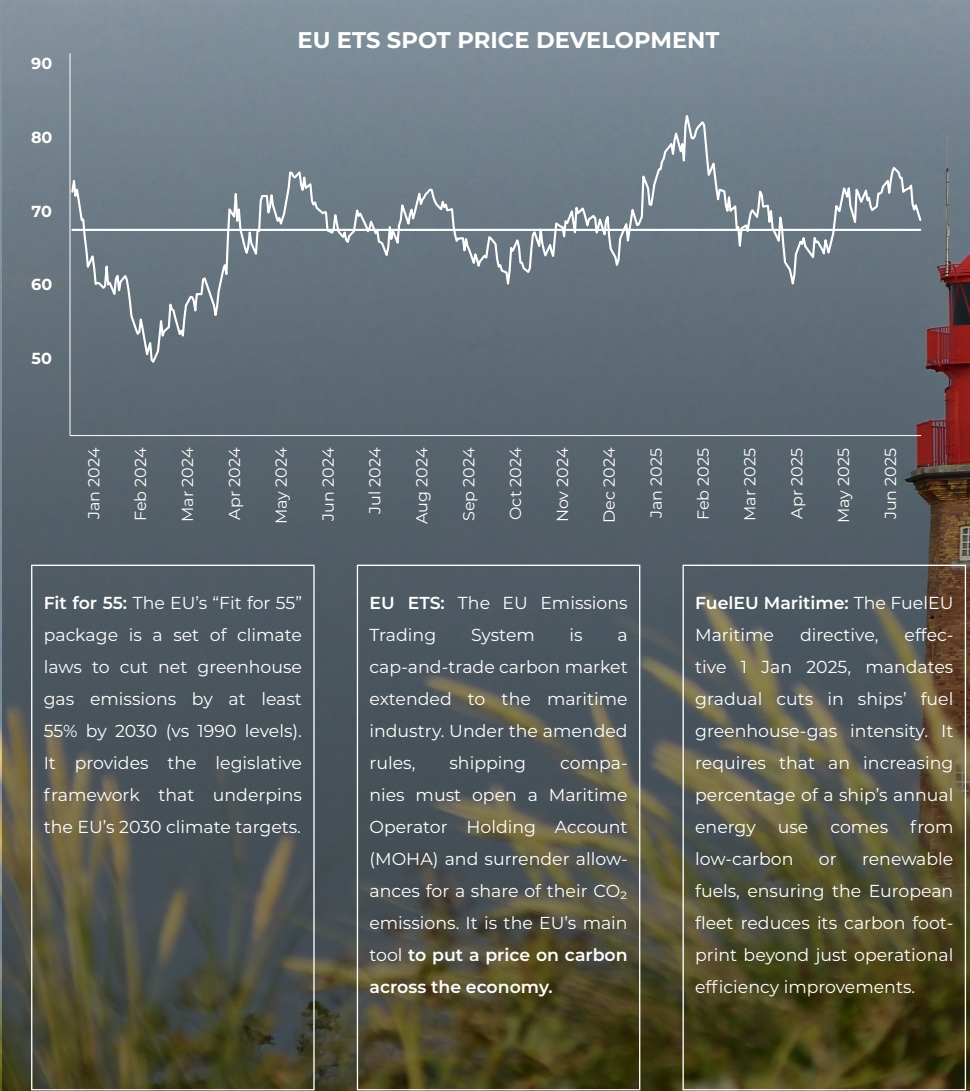 EU ETS SPOT PRICE DEVELOPMENT
90
80
70
60
50
Jan 2024
Feb 2024
Mar 2024
Apr 2024
May 2024
Jun 2024
Jul 2024
Aug 2024
Sep 2024
Oct 2024
Nov 2024
Dec 2024
Jan 2025
Feb 2025
Mar 2025
Apr 2025
May 2025
Jun 2025
Fit for 55: The EU’s “Fit for 55”
package is a set of climate
laws to cut net greenhouse
gas emissions by at least
55% by 2030 (vs 1990 levels).
It provides the legislative
framework that underpins
the EU’s 2030 climate targets.
EU ETS: The EU Emissions
Trading System is a
cap-and-trade carbon market
extended to the maritime
industry. Under the amended
rules, shipping compa-
nies must open a Maritime
Operator Holding Account
(MOHA) and surrender allow-
ances for a share of their CO₂
emissions. It is the EU’s main
tool to put a price on carbon
across the economy.
FuelEU Maritime: The FuelEU
Maritime directive, effec-
tive 1 Jan 2025, mandates
gradual cuts in ships’ fuel
greenhouse-gas intensity. It
requires that an increasing
percentage of a ship’s annual
energy use comes from
low-carbon or renewable
fuels, ensuring the European
fleet reduces its carbon foot-
print beyond just operational
efficiency improvements.